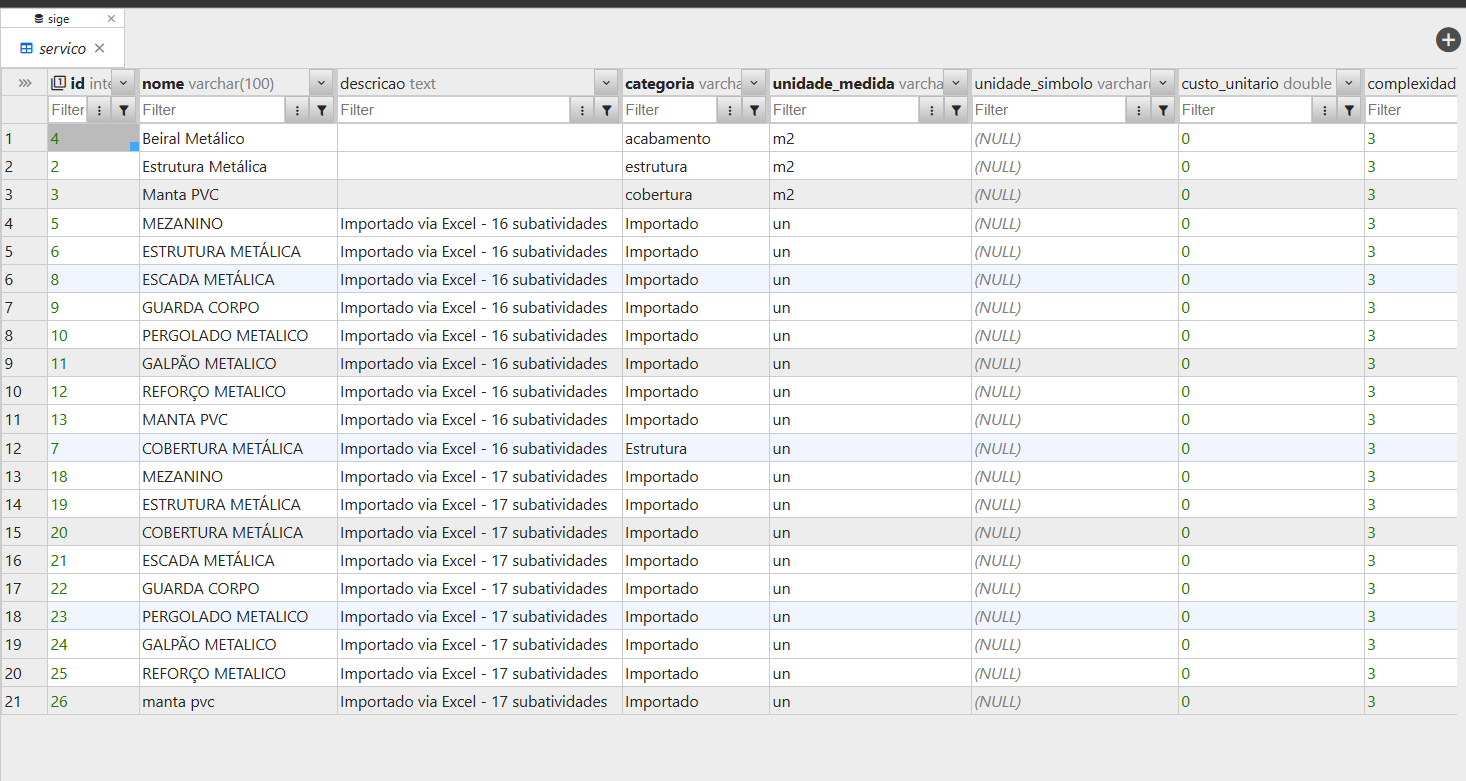 sige
servico
id inte nome varchar(100) descricao text categoria varcha unidade_medida varcha unidade_simbolo varchar( custo_unitario double complexidad
Filter Filter Filter Filter Filter Filter Filter Filter
1 4 Beiral Metálico acabamento m2 (NULL) 0 3
2 2 Estrutura Metálica estrutura m2 (NULL) 0 3
3 3 Manta PVC cobertura m2 (NULL) 0 3
4 5 MEZANINO Importado via Excel - 16 subatividades Importado un (NULL) 0 3
5 6 ESTRUTURA METÁLICA Importado via Excel - 16 subatividades Importado un (NULL) 0 3
6 8 ESCADA METÁLICA Importado via Excel - 16 subatividades Importado un (NULL) 0 3
7 9 GUARDA CORPO Importado via Excel - 16 subatividades Importado un (NULL) 0 3
8 10 PERGOLADO METALICO Importado via Excel - 16 subatividades Importado un (NULL) 0 3
9 11 GALPÃO METALICO Importado via Excel - 16 subatividades Importado un (NULL) 0 3
10 12 REFORÇO METALICO Importado via Excel - 16 subatividades Importado un (NULL) 0 3
11 13 MANTA PVC Importado via Excel - 16 subatividades Importado un (NULL) 0 3
12 7 COBERTURA METÁLICA Importado via Excel - 16 subatividades Estrutura un (NULL) 0 3
13 18 MEZANINO Importado via Excel - 17 subatividades Importado un (NULL) 0 3
14 19 ESTRUTURA METÁLICA Importado via Excel - 17 subatividades Importado un (NULL) 0 3
15 20 COBERTURA METÁLICA Importado via Excel - 17 subatividades Importado un (NULL) 0 3
16 21 ESCADA METÁLICA Importado via Excel - 17 subatividades Importado un (NULL) 0 3
17 22 GUARDA CORPO Importado via Excel - 17 subatividades Importado un (NULL) 0 3
18 23 PERGOLADO METALICO Importado via Excel - 17 subatividades Importado un (NULL) 0 3
19 24 GALPÃO METALICO Importado via Excel - 17 subatividades Importado un (NULL) 0 3
20 25 REFORÇO METALICO Importado via Excel - 17 subatividades Importado un (NULL) 0 3
21 26 manta pvc Importado via Excel - 17 subatividades Importado un (NULL) 0 3